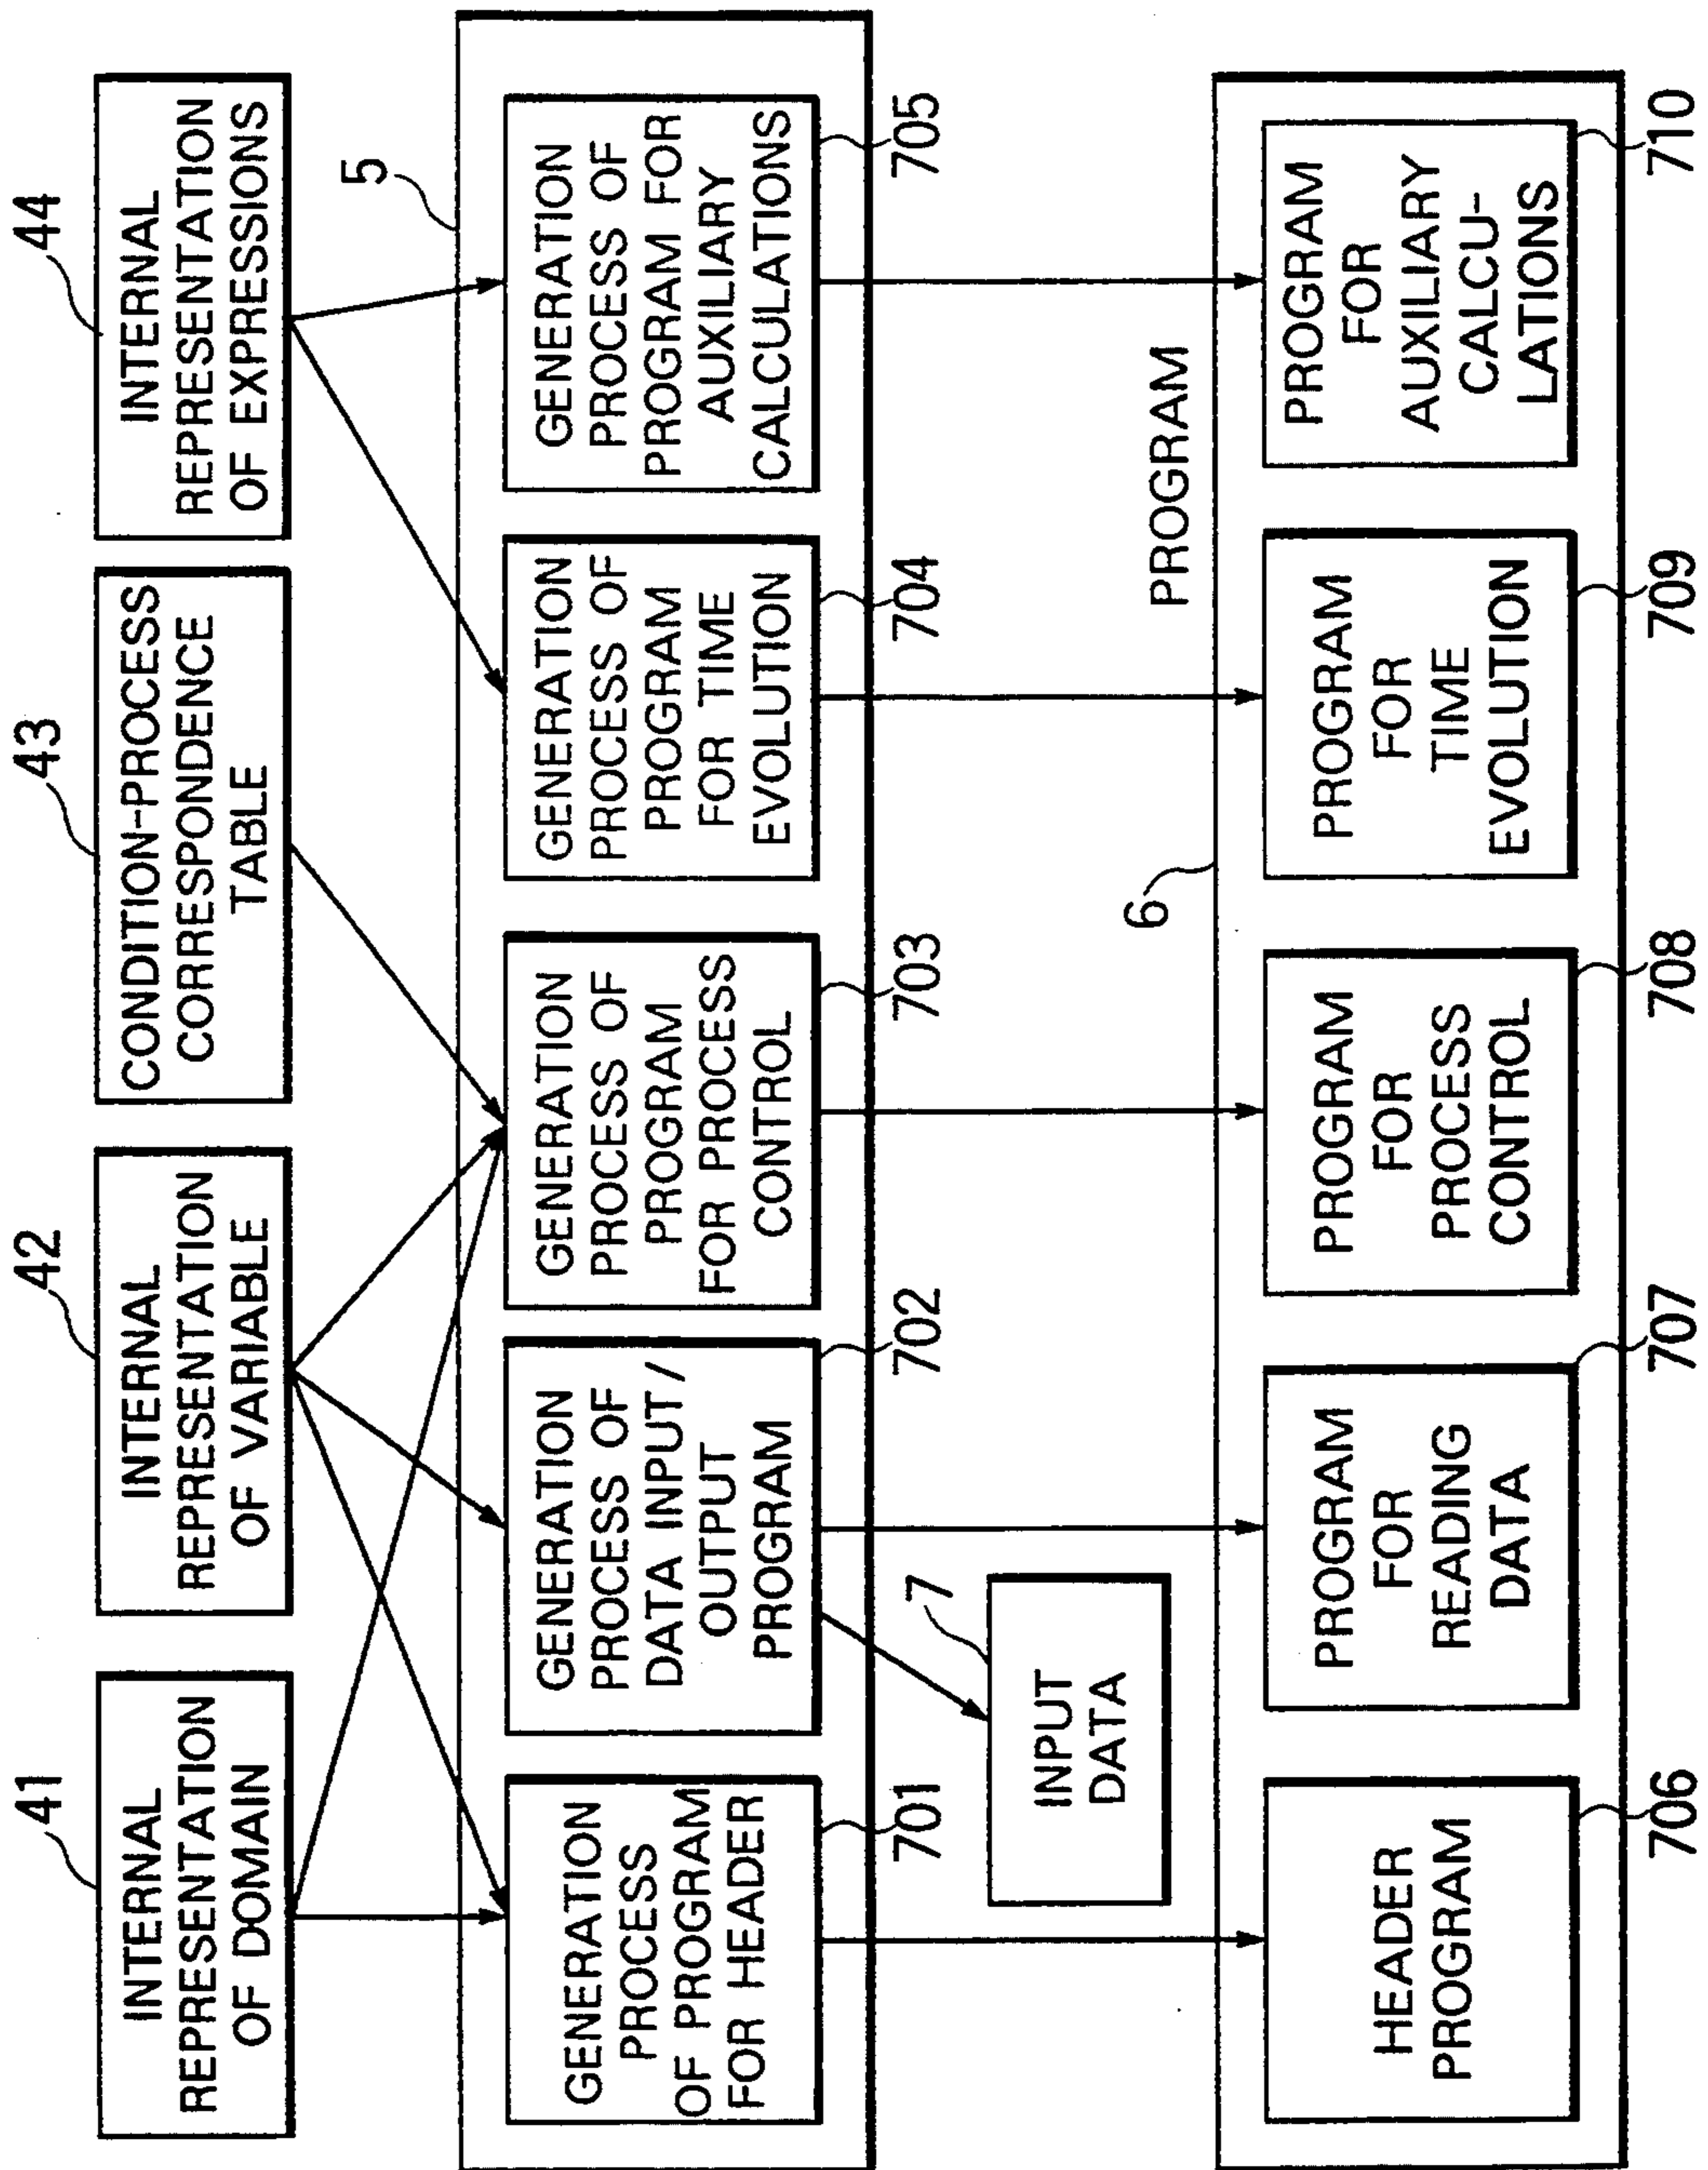 41
INTERNAL
REPRESENTATION
OF DOMAIN
42
INTERNAL
REPRESENTATION
OF VARIABLE
43
CONDITION-PROCESS
CORRESPONDENCE
TABLE
44
INTERNAL
REPRESENTATION
OF EXPRESSIONS
5
GENERATION
PROCESS
OF PROGRAM
FOR HEADER
701
GENERATION
PROCESS OF
DATA INPUT/
OUTPUT
PROGRAM
702
GENERATION
PROCESS OF
PROGRAM
FOR PROCESS
CONTROL
703
GENERATION
PROCESS OF
PROGRAM
FOR TIME
EVOLUTION
704
GENERATION
PROCESS OF
PROGRAM FOR
AUXILIARY
CALCULATIONS
705
7
INPUT
DATA
6
PROGRAM
HEADER
PROGRAM
706
PROGRAM
FOR
READING
DATA
707
PROGRAM
FOR
PROCESS
CONTROL
708
PROGRAM
FOR
TIME
EVOLUTION
709
PROGRAM
FOR
AUXILIARY
CALCU-
LATIONS
710